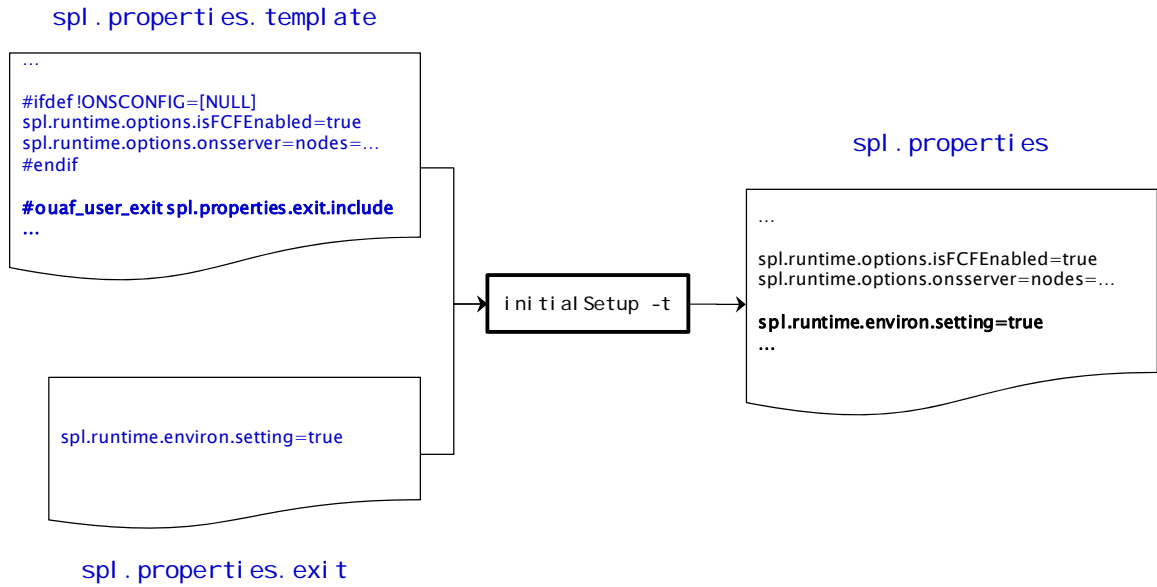 spl.properties.template
...
#ifdef !ONSCONFIG=[NULL]
spl.runtime.options.isFCFEnabled=true
spl.runtime.options.onsserver=nodes=...
#endif
#ouaf_user_exit spl.properties.exit.include
...
spl.runtime.environ.setting=true
spl.properties.exit
initialSetup -t
spl.properties
...
spl.runtime.options.isFCFEnabled=true
spl.runtime.options.onsserver=nodes=...
spl.runtime.environ.setting=true
...